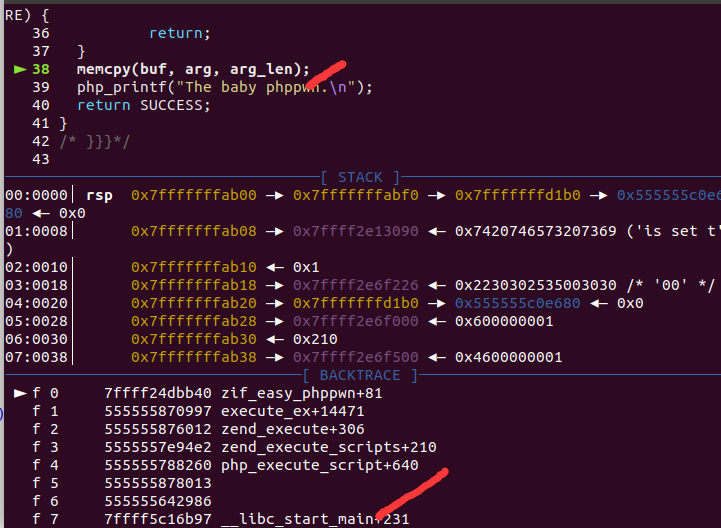 RE) {
36 return;
37 }
► 38 memcpy(buf, arg, arg_len);
39 php_printf("The baby phppwn.\n");
40 return SUCCESS;
41 }
42 /* }}}*/
43
[ STACK ]
00:0000│ rsp 0x7fffffffab00 —► 0x7fffffffabf0 —► 0x7fffffffd1b0 —► 0x555555c0e6
80 ◄— 0x0
01:0008│ 0x7fffffffab08 —► 0x7ffff2e13090 ◄— 0x7420746573207369 ('is set t'
)
02:0010│ 0x7fffffffab10 ◄— 0x1
03:0018│ 0x7fffffffab18 —► 0x7ffff2e6f226 ◄— 0x2230302535003030 /* '00' */
04:0020│ 0x7fffffffab20 —► 0x7fffffffd1b0 —► 0x555555c0e680 ◄— 0x0
05:0028│ 0x7fffffffab28 —► 0x7ffff2e6f000 ◄— 0x600000001
06:0030│ 0x7fffffffab30 ◄— 0x210
07:0038│ 0x7fffffffab38 —► 0x7ffff2e6f500 ◄— 0x4600000001
[ BACKTRACE ]
► f 0 7ffff24dbb40 zif_easy_phppwn+81
f 1 555555870997 execute_ex+14471
f 2 555555876012 zend_execute+306
f 3 5555557e94e2 zend_execute_scripts+210
f 4 555555788260 php_execute_script+640
f 5 555555878013
f 6 555555642986
f 7 7ffff5c16b97 __libc_start_main+231